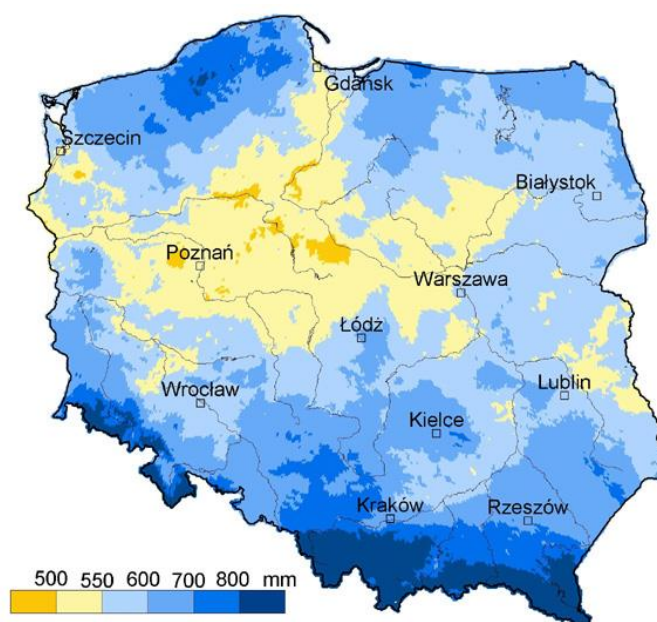 Gdańsk
Szczecin
Białystok
Poznań
Warszawa
Łódź
Wrocław
Lublin
Kielce
Kraków
Rzeszów
500 550 600 700 800 mm